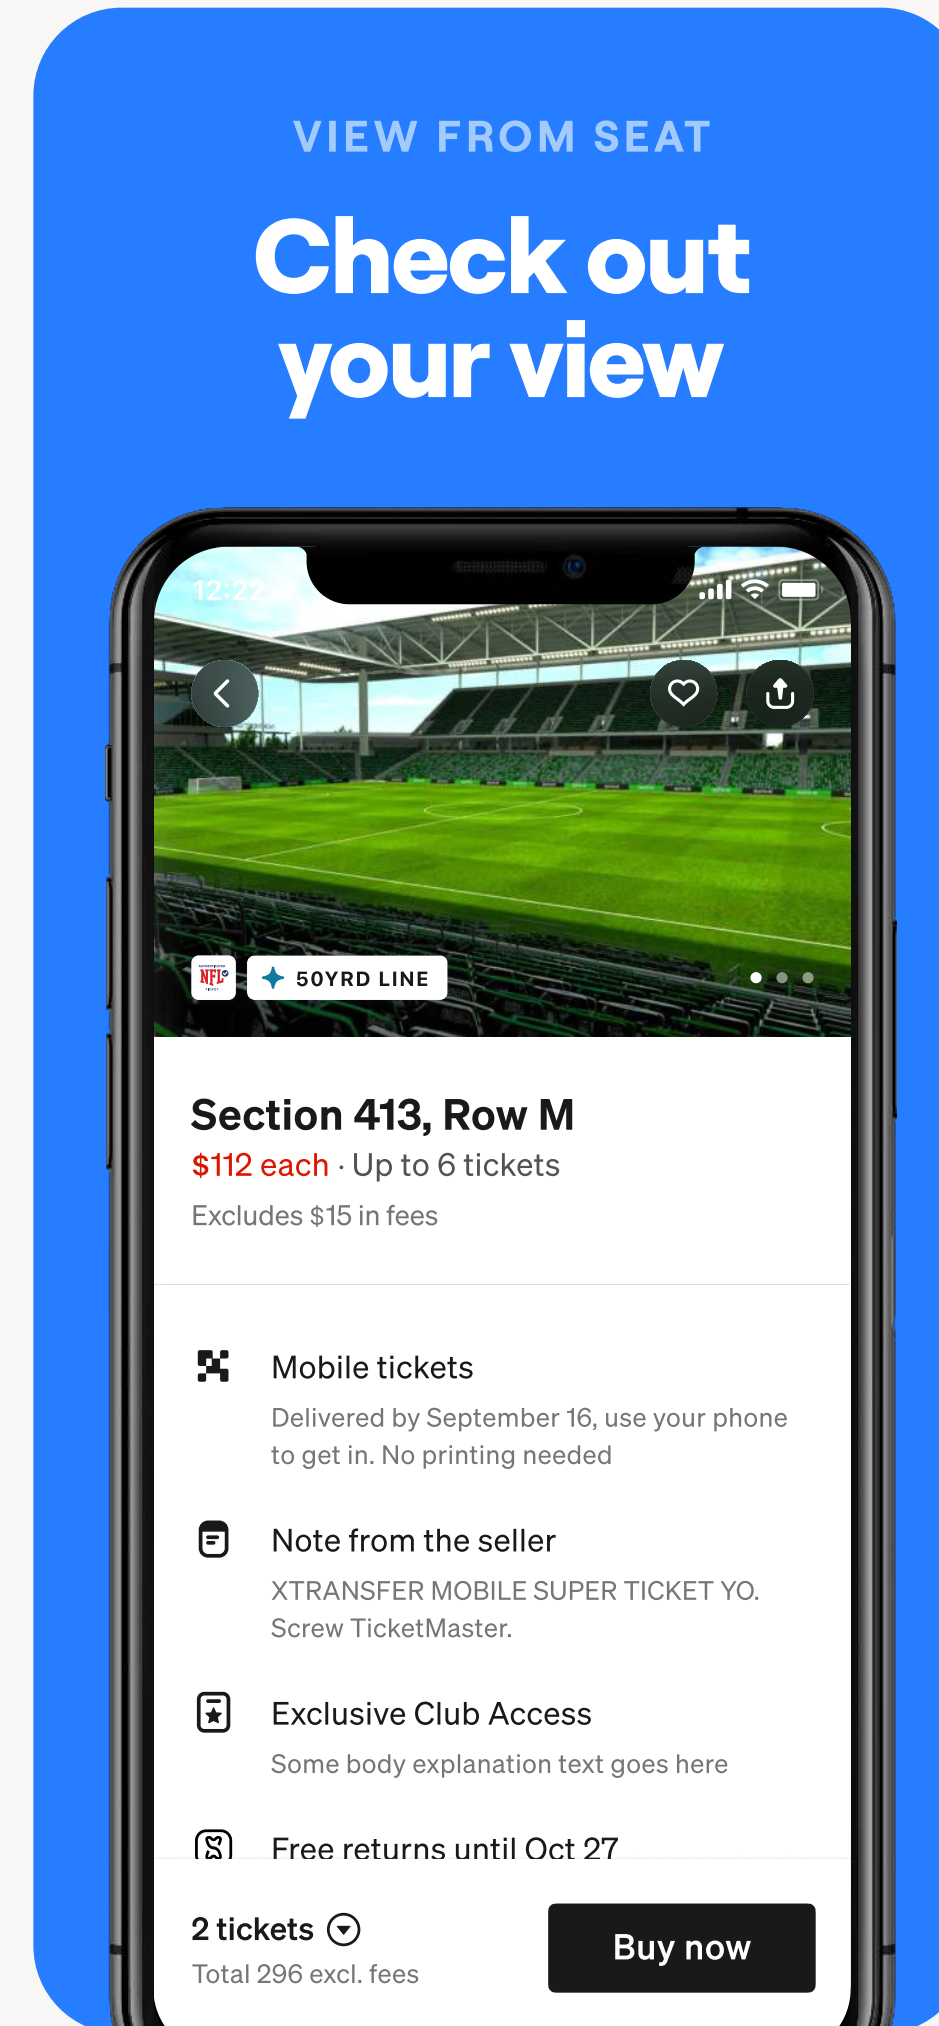 VIEW FROM SEAT
Check out
your view
12:22
NFL
50YRD LINE
Section 413, Row M
$112 each · Up to 6 tickets
Excludes $15 in fees
Mobile tickets
Delivered by September 16, use your phone
to get in. No printing needed
Note from the seller
XTRANSFER MOBILE SUPER TICKET YO.
Screw TicketMaster.
Exclusive Club Access
Some body explanation text goes here
Free returns until Oct 27
2 tickets
Total 296 excl. fees
Buy now